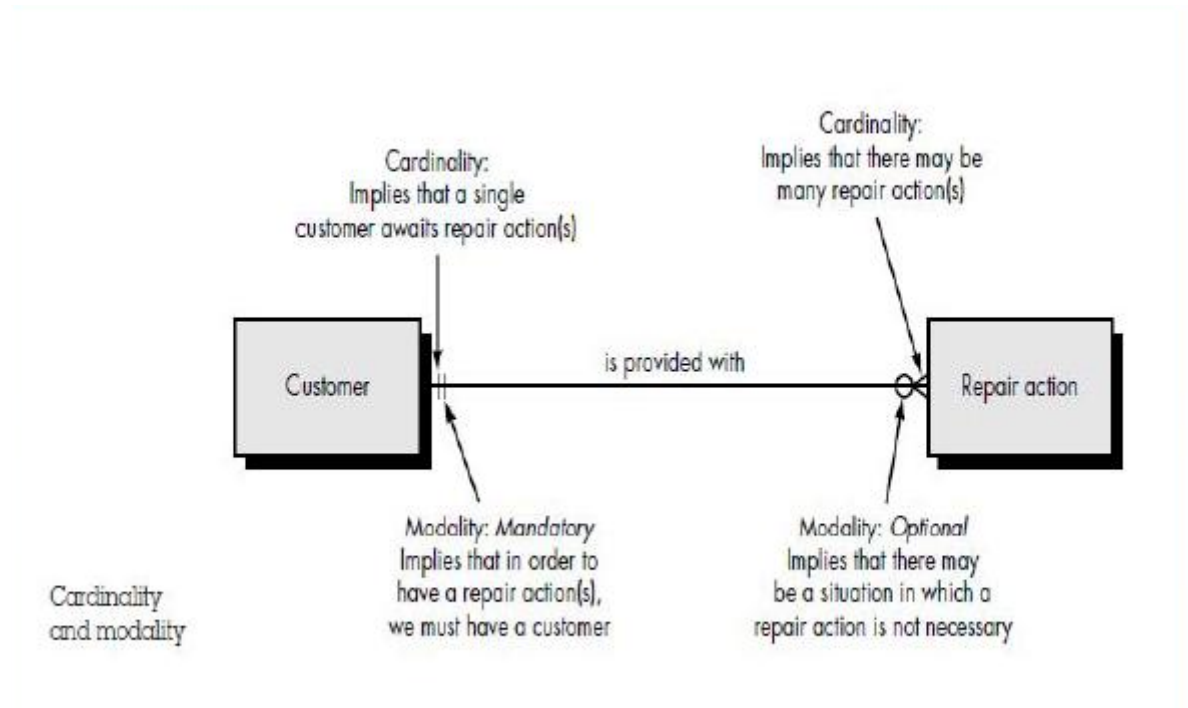 Cardinality:
Implies that there may be
many repair action(s)
Cardinality:
Implies that a single
customer awaits repair action(s)
is provided with
Customer
Repair action
Modality: Mandatory
Implies that in order to
have a repair action(s),
we must have a customer
Modality: Optional
Implies that there may
be a situation in which a
repair action is not necessary
Cardinality
and modality